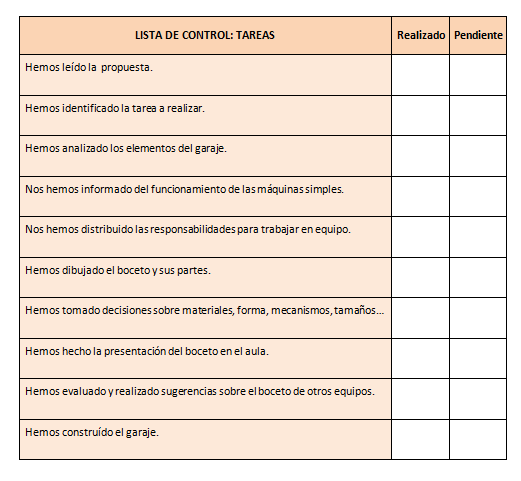 LISTA DE CONTROL: TAREAS Realizado Pendiente
Hemos leído la propuesta.
Hemos identificado la tarea a realizar.
Hemos analizado los elementos del garaje.
Nos hemos informado del funcionamiento de las máquinas simples.
Nos hemos distribuido las responsabilidades para trabajar en equipo.
Hemos dibujado el boceto y sus partes.
Hemos tomado decisiones sobre materiales, forma, mecanismos, tamaños...
Hemos hecho la presentación del boceto en el aula.
Hemos evaluado y realizado sugerencias sobre el boceto de otros equipos.
Hemos construído el garaje.